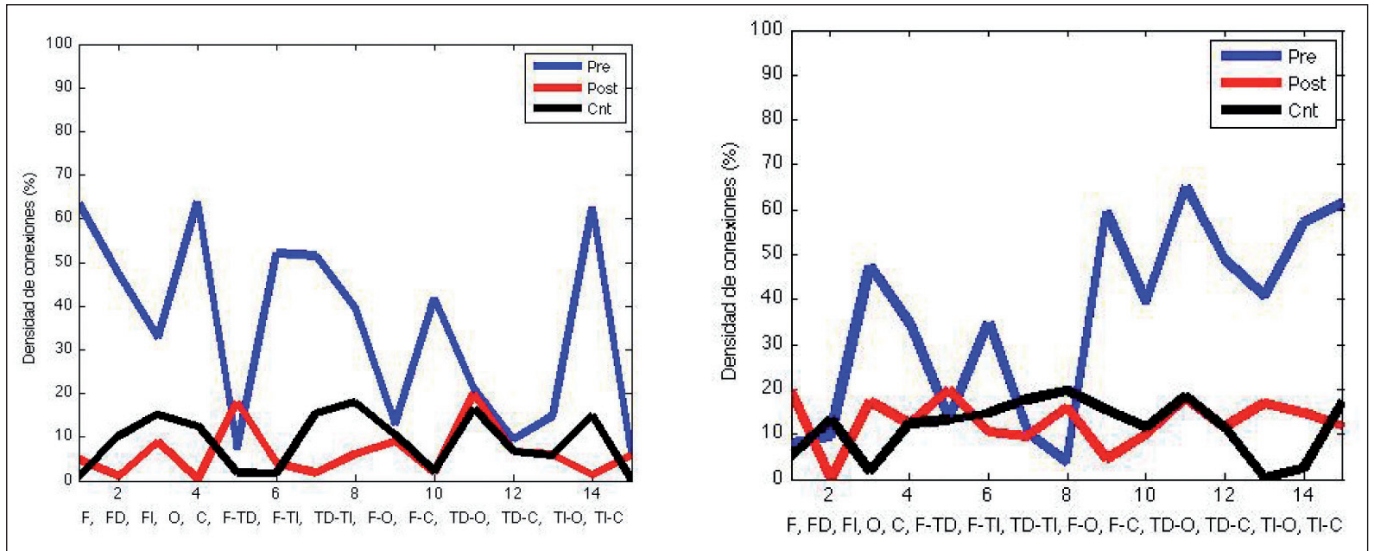 100
90
80
70
60
50
40
30
20
10
0
Densidad de conexiones (%)
Pre
Post
Cnt
2 4 6 8 10 12 14
F, FD, FI, O, C, F-TD, F-TI, TD-TI, F-O, F-C, TD-O, TD-C, TI-O, TI-C
100
90
80
70
60
50
40
30
20
10
0
Densidad de conexiones (%)
Pre
Post
Cnt
2 4 6 8 10 12 14
F, FD, FI, O, C, F-TD, F-TI, TD-TI, F-O, F-C, TD-O, TD-C, TI-O, TI-C